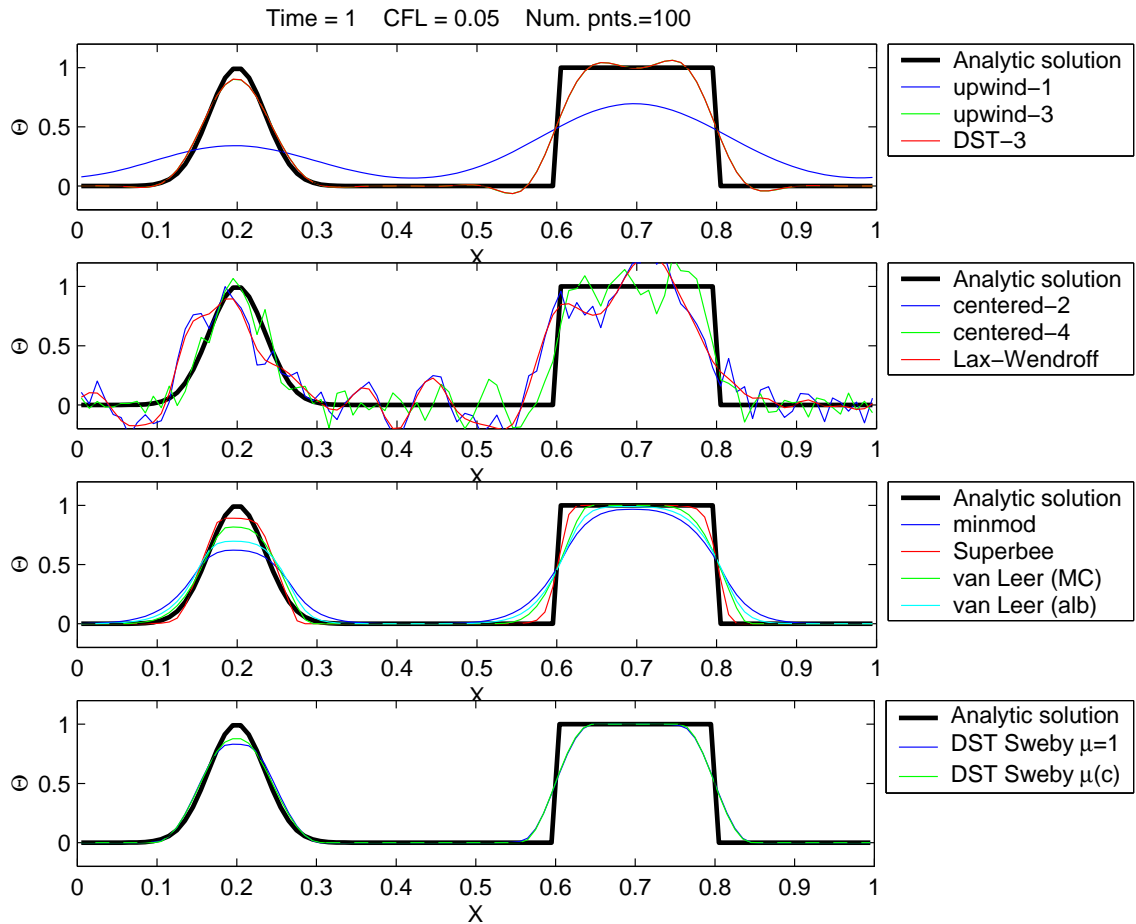 Time = 1 CFL = 0.05 Num. pnts.=100
1
0.5
0
Θ
0 0.1 0.2 0.3 0.4 0.5 0.6 0.7 0.8 0.9 1
X
Analytic solution
upwind−1
upwind−3
DST−3
1
0.5
0
Θ
0 0.1 0.2 0.3 0.4 0.5 0.6 0.7 0.8 0.9 1
X
Analytic solution
centered−2
centered−4
Lax−Wendroff
1
0.5
0
Θ
0 0.1 0.2 0.3 0.4 0.5 0.6 0.7 0.8 0.9 1
X
Analytic solution
minmod
Superbee
van Leer (MC)
van Leer (alb)
1
0.5
0
Θ
0 0.1 0.2 0.3 0.4 0.5 0.6 0.7 0.8 0.9 1
X
Analytic solution
DST Sweby μ=1
DST Sweby μ(c)